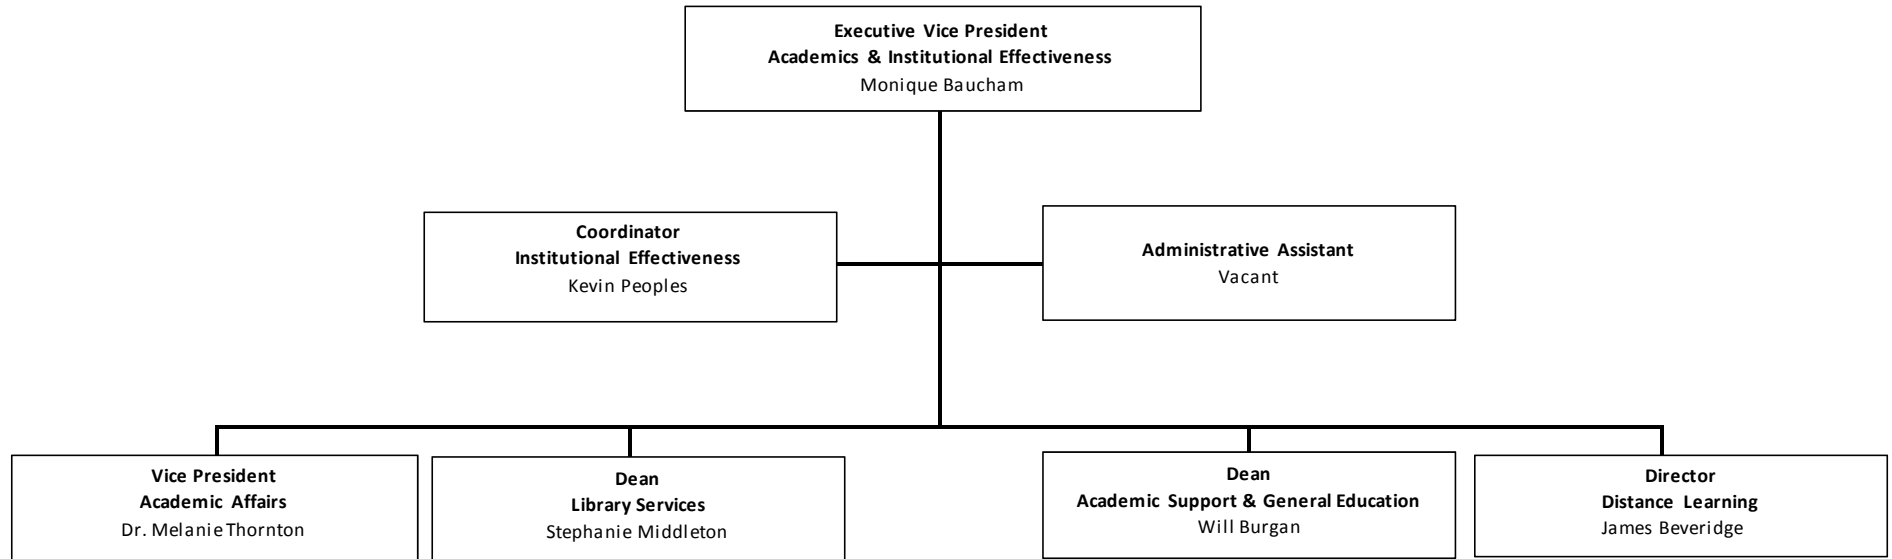 Executive Vice President
Academics & Institutional Effectiveness
Monique Baucham
Coordinator
Institutional Effectiveness
Kevin Peoples
Administrative Assistant
Vacant
Vice President
Academic Affairs
Dr. Melanie Thornton
Dean
Library Services
Stephanie Middleton
Dean
Academic Support & General Education
Will Burgan
Director
Distance Learning
James Beveridge